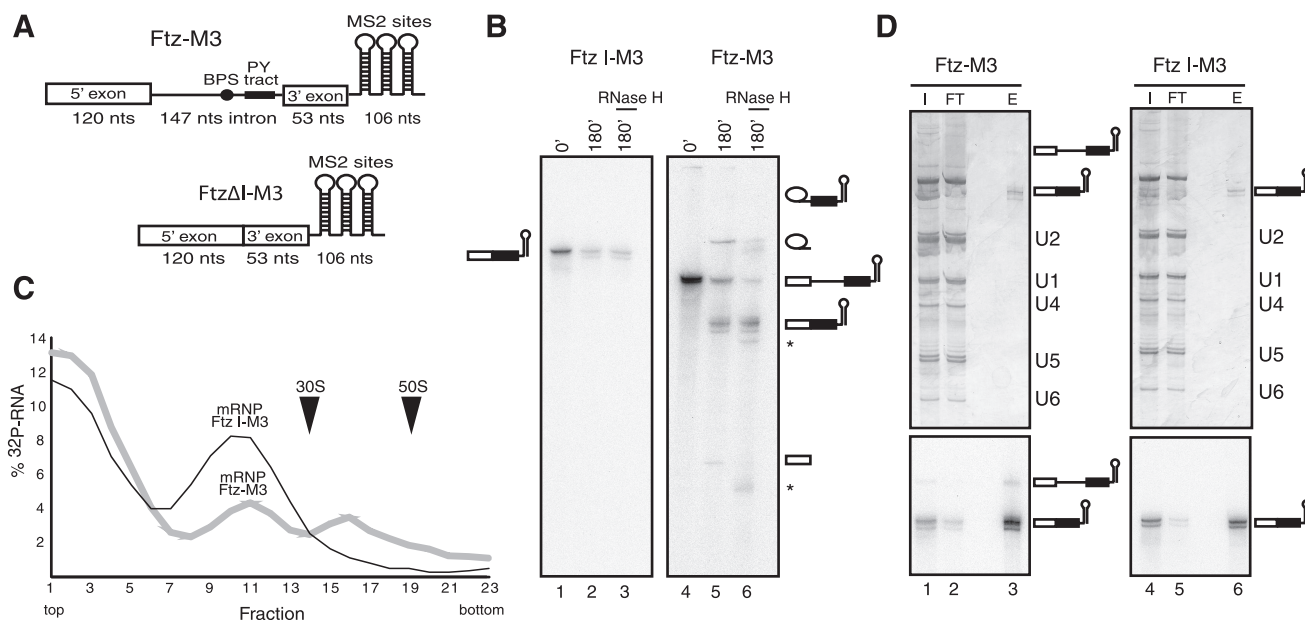 A
Ftz-M3
MS2 sites
PY
BPS tract
5' exon
3' exon
120 nts
147 nts intron
53 nts
106 nts
MS2 sites
FtzΔI-M3
5' exon
3' exon
120 nts
53 nts
106 nts
B
Ftz I-M3
Ftz-M3
RNase H
RNase H
0'
180'
180'
0'
180'
180'
*
*
1 2 3
4 5 6
C
% 32P-RNA
14
12
10
8
6
4
2
30S
50S
mRNP
Ftz I-M3
mRNP
Ftz-M3
1 3 5 7 9 11 13 15 17 19 21 23
top
Fraction
bottom
D
Ftz-M3
Ftz I-M3
I FT E
I FT E
U2
U1
U4
U5
U6
U2
U1
U4
U5
U6
1 2 3
4 5 6